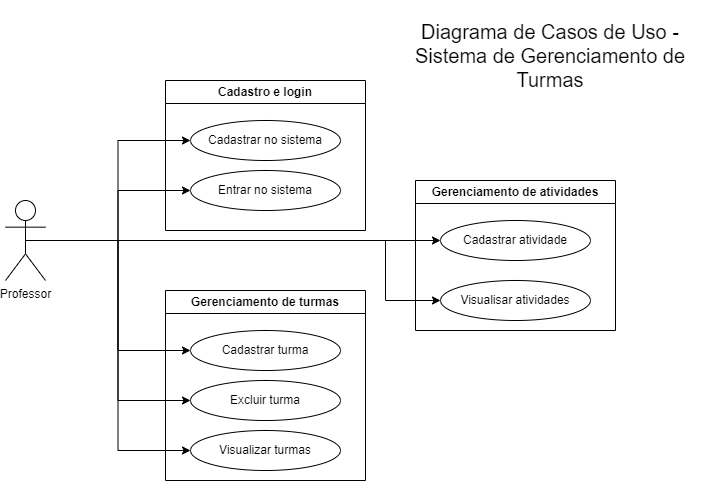 Diagrama de Casos de Uso -
Sistema de Gerenciamento de
Turmas
Cadastro e login
Cadastrar no sistema
Entrar no sistema
Gerenciamento de atividades
Cadastrar atividade
Visualisar atividades
Professor
Gerenciamento de turmas
Cadastrar turma
Excluir turma
Visualizar turmas